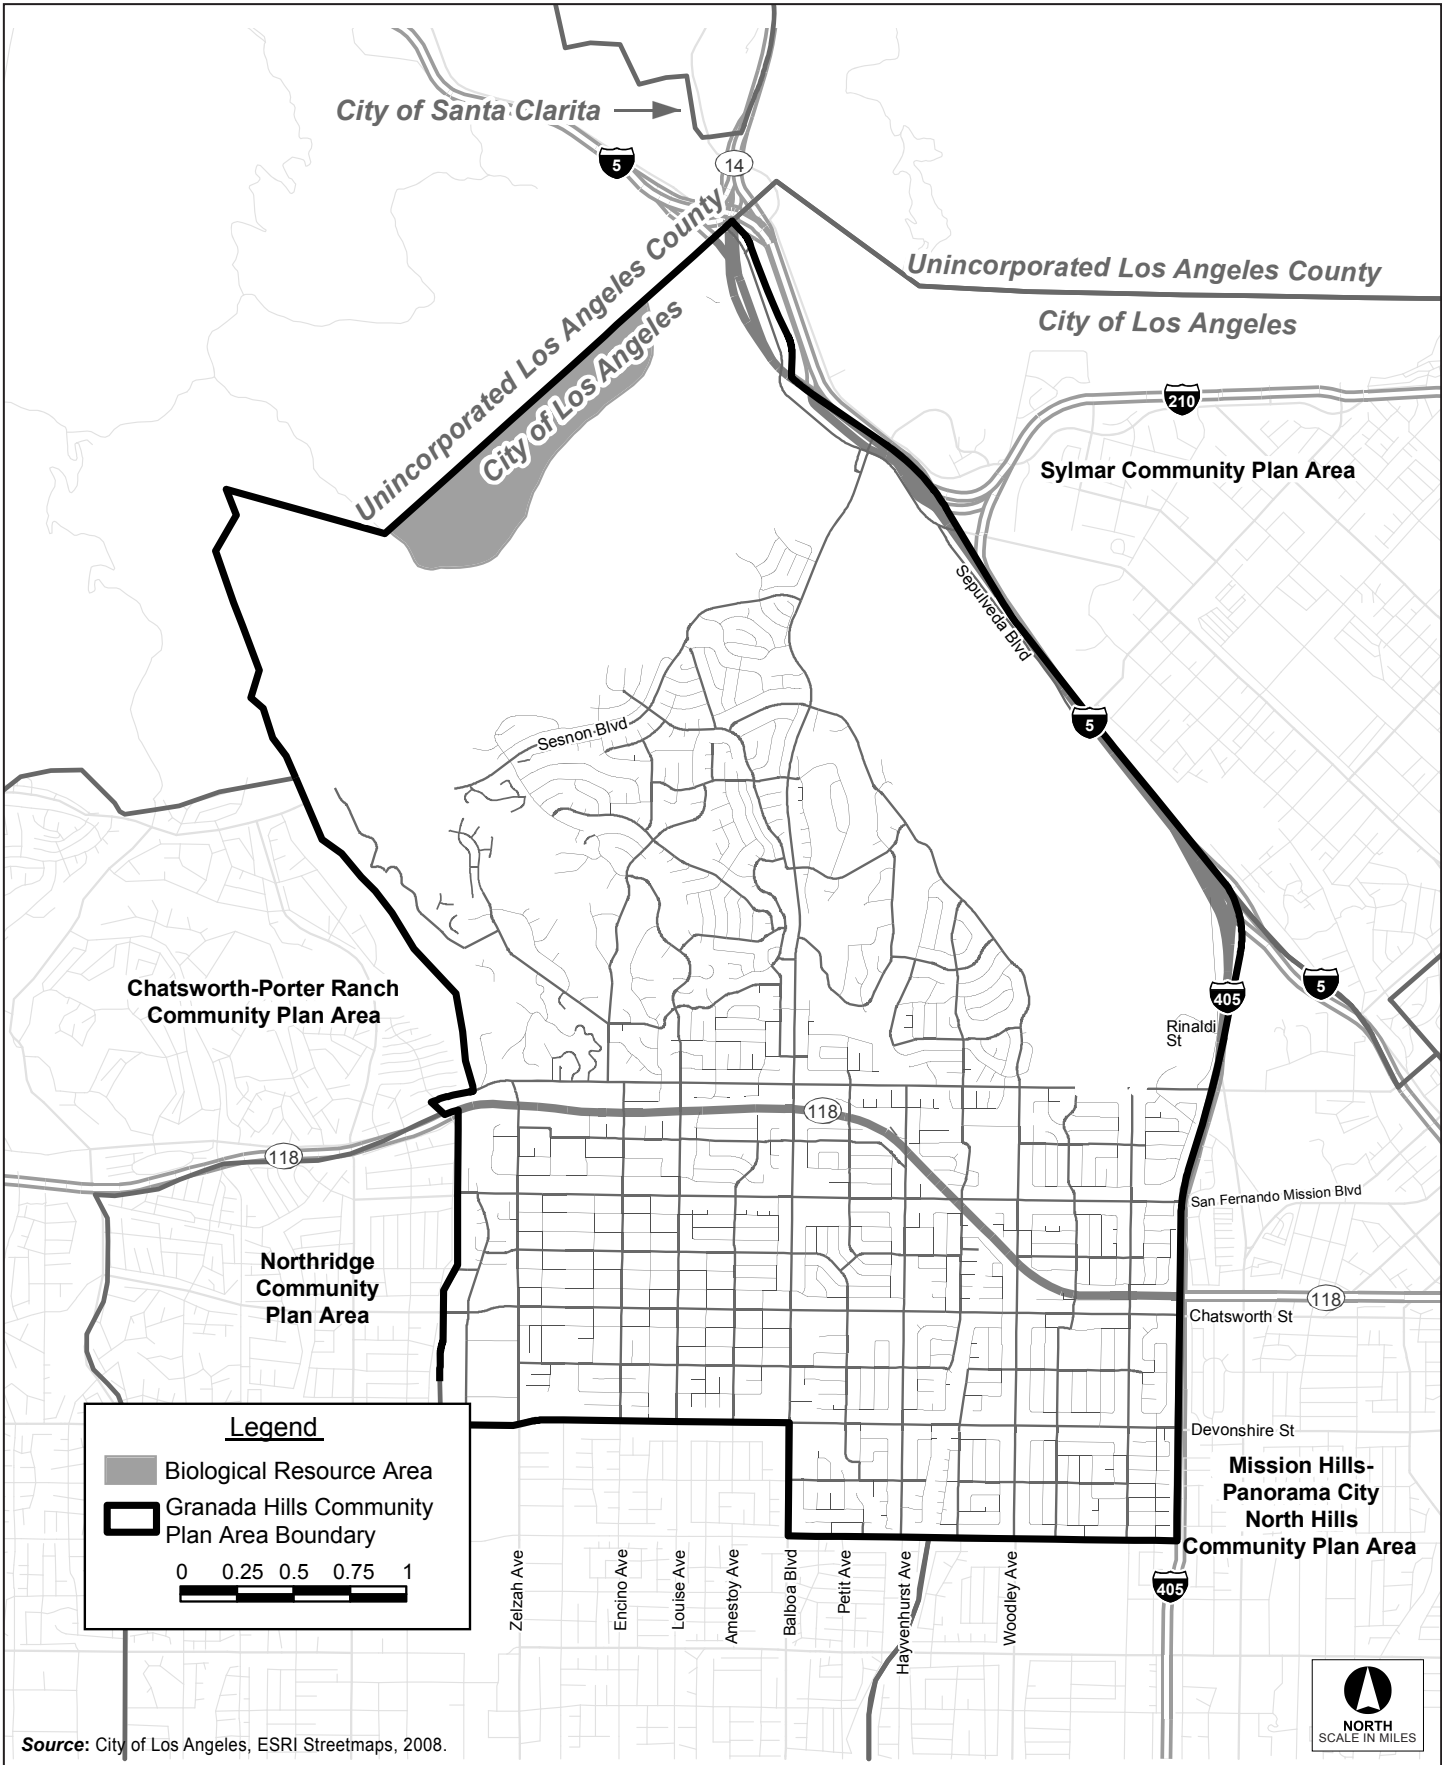 City of Santa Clarita
5
14
Unincorporated Los Angeles County
City of Los Angeles
Unincorporated Los Angeles County
City of Los Angeles
210
Sylmar Community Plan Area
Sepulveda Blvd
5
Sesnon Blvd
Chatsworth-Porter Ranch
Community Plan Area
5
405
Rinaldi
St
118
118
San Fernando Mission Blvd
Northridge
Community
Plan Area
118
Chatsworth St
Devonshire St
Mission Hills-
Panorama City
North Hills
Community Plan Area
405
Legend
Biological Resource Area
Granada Hills Community
Plan Area Boundary
0 0.25 0.5 0.75 1
Zelzah Ave
Encino Ave
Louise Ave
Amestoy Ave
Balboa Blvd
Petit Ave
Hayvenhurst Ave
Woodley Ave
NORTH
SCALE IN MILES
Source: City of Los Angeles, ESRI Streetmaps, 2008.